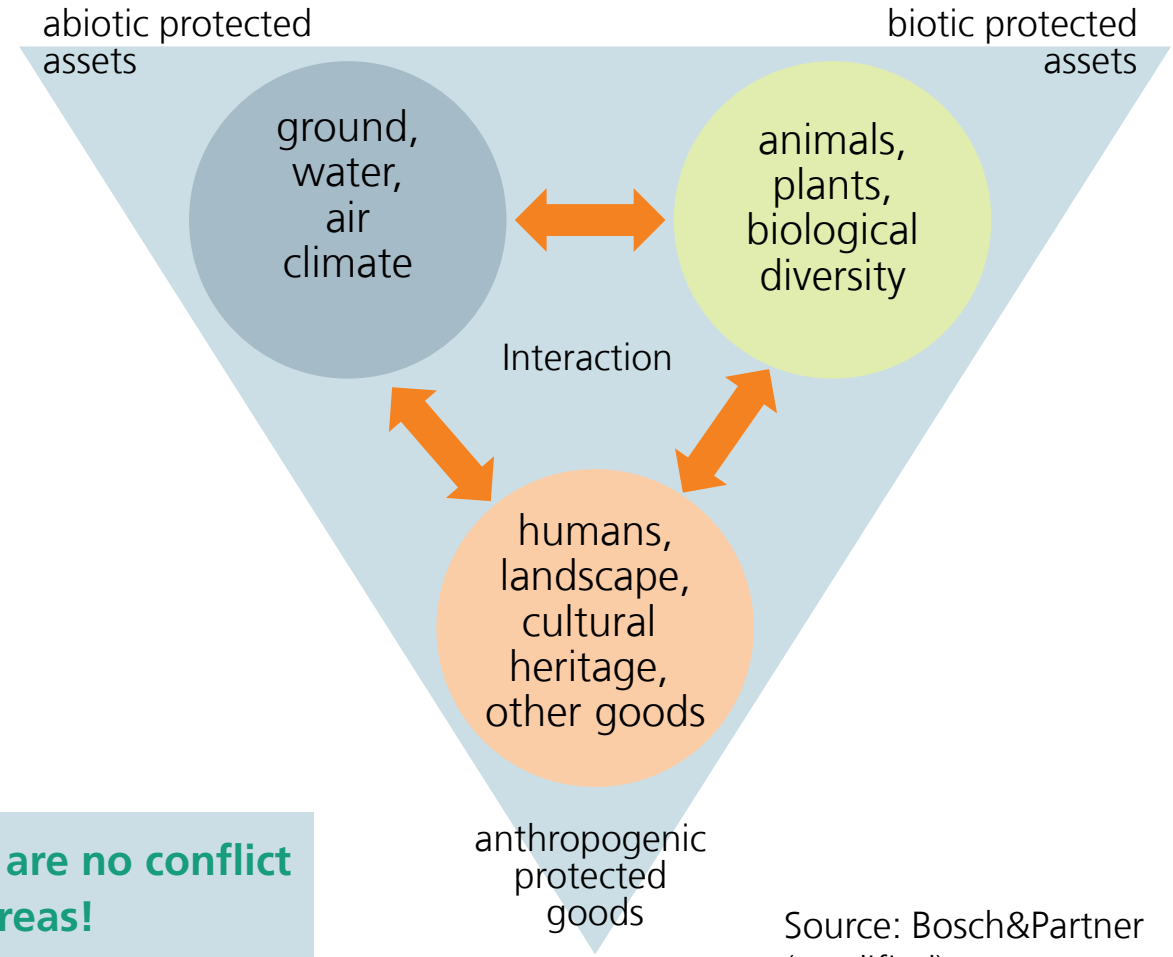 abiotic protected
assets
biotic protected
assets
ground,
water,
air
climate
animals,
plants,
biological
diversity
Interaction
humans,
landscape,
cultural
heritage,
other goods
anthropogenic
protected
goods
are no conflict
reas!
Source: Bosch&Partner